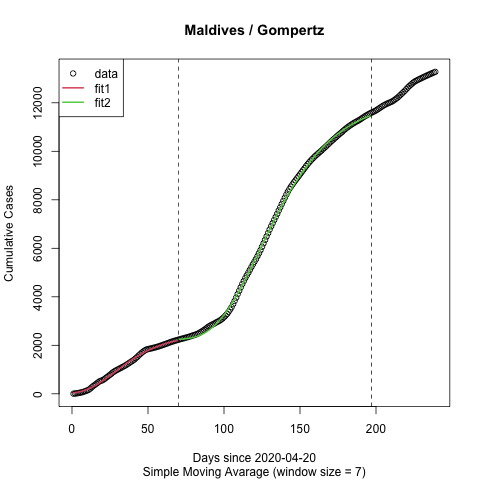 Maldives / Gompertz
data
fit1
fit2
Cumulative Cases
0
2000
4000
6000
8000
10000
12000
0
50
100
150
200
Days since 2020-04-20
Simple Moving Avarage (window size = 7)